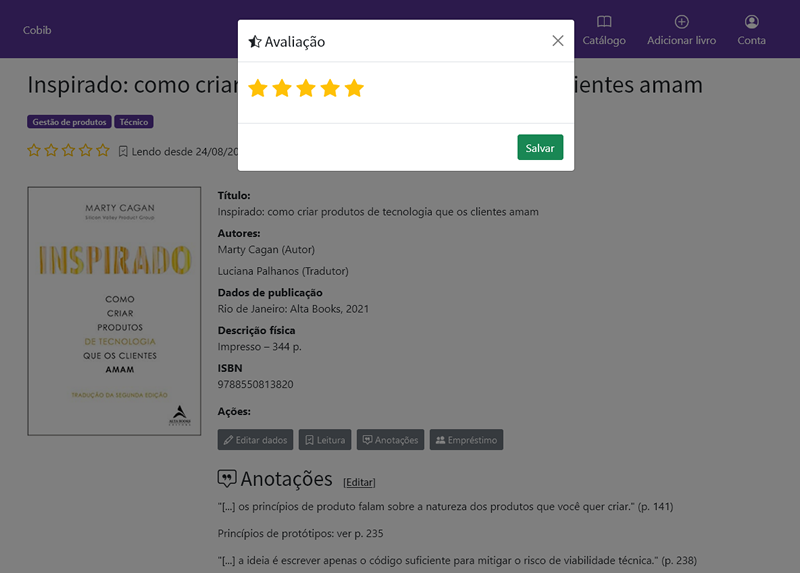 Cobib
Avaliação
Catálogo
Adicionar livro
Conta
Salvar
Inspirado: como criar
ientes amam
Gestão de produtos
Técnico
Lendo desde 24/08/20
MARTY CAGAN
Silicon Valley Product Group
INSPIRADO
COMO
CRIAR
PRODUTOS
DE TECNOLOGIA
QUE OS CLIENTES
AMAM
TRADUÇÃO DA SEGUNDA EDIÇÃO
ALTA BOOKS
Título:
Inspirado: como criar produtos de tecnologia que os clientes amam
Autores:
Marty Cagan (Autor)
Luciana Palhanos (Tradutor)
Dados de publicação
Rio de Janeiro: Alta Books, 2021
Descrição física
Impresso – 344 p.
ISBN
9788550813820
Ações:
Editar dados
Leitura
Anotações
Empréstimo
Anotações [Editar]
"[...] os princípios de produto falam sobre a natureza dos produtos que você quer criar." (p. 141)
Princípios de protótipos: ver p. 235
"[...] a ideia é escrever apenas o código suficiente para mitigar o risco de viabilidade técnica." (p. 238)